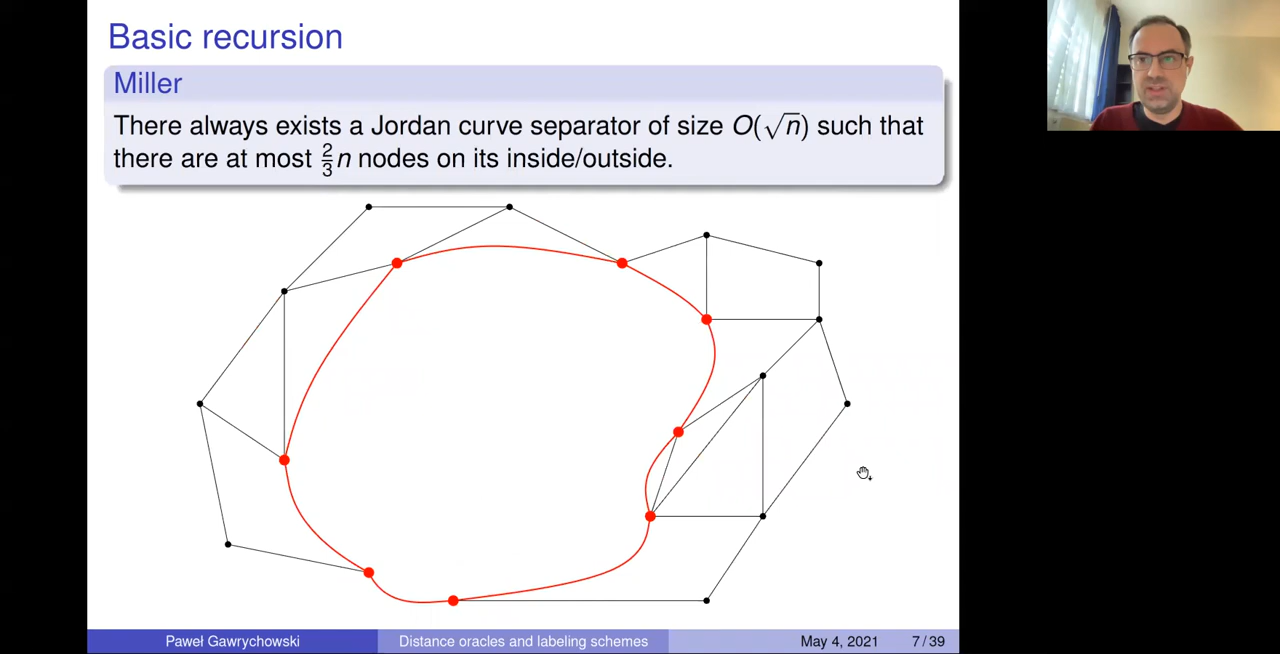 Basic recursion
Miller
There always exists a Jordan curve separator of size O(√n) such that
there are at most 2/3 n nodes on its inside/outside.
Paweł Gawrychowski
Distance oracles and labeling schemes
May 4, 2021
7 / 39